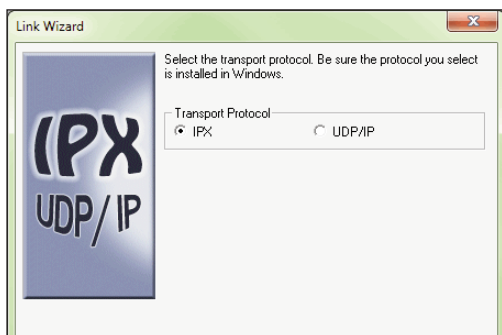 Link Wizard
Select the transport protocol. Be sure the protocol you select
is installed in Windows.
Transport Protocol
IPX
UDP/IP
IPX
UDP/IP